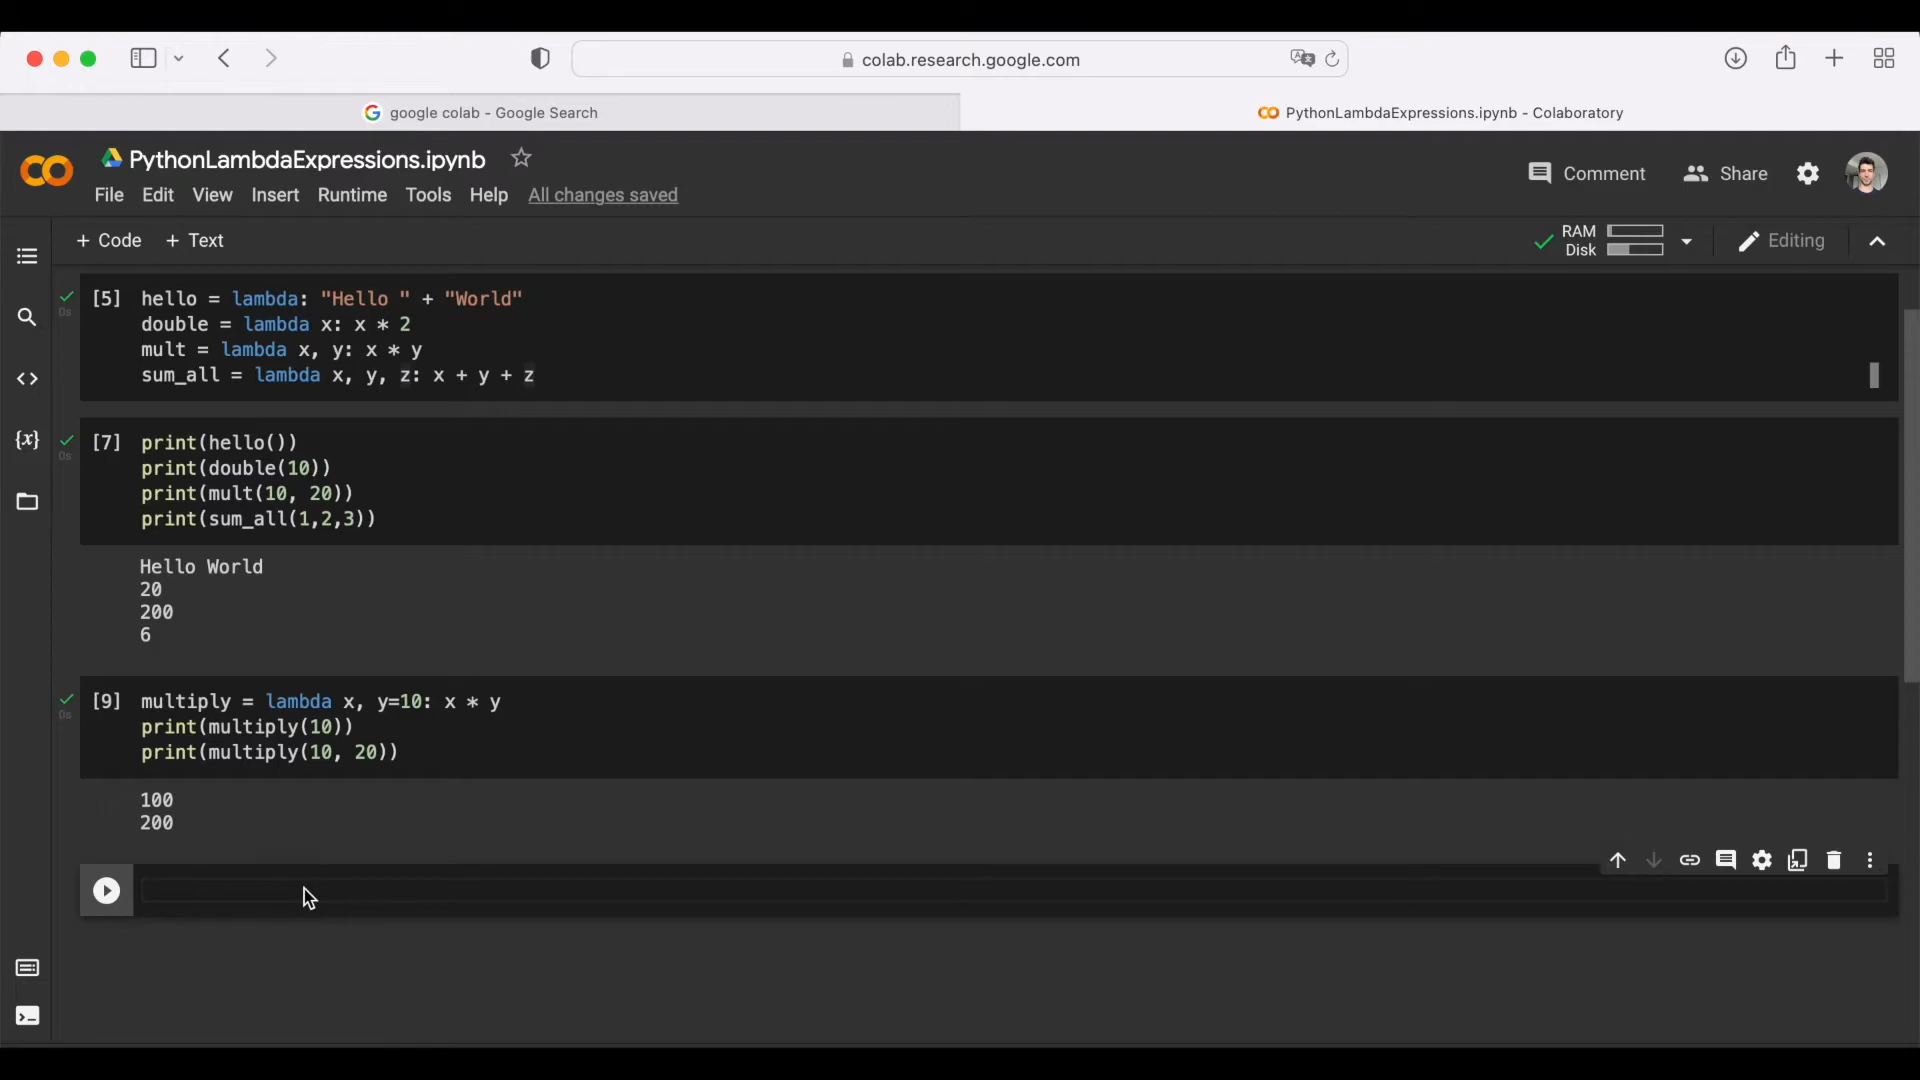 colab.research.google.com
google colab - Google Search
PythonLambdaExpressions.ipynb - Colaboratory
PythonLambdaExpressions.ipynb
Comment
Share
File Edit View Insert Runtime Tools Help All changes saved
+ Code + Text
RAM
Disk
Editing
[5] hello = lambda: "Hello " + "World"
0s
double = lambda x: x * 2
mult = lambda x, y: x * y
sum_all = lambda x, y, z: x + y + z
{x}
[7] print(hello())
0s
print(double(10))
print(mult(10, 20))
print(sum_all(1,2,3))
Hello World
20
200
6
[9] multiply = lambda x, y=10: x * y
0s
print(multiply(10))
print(multiply(10, 20))
100
200